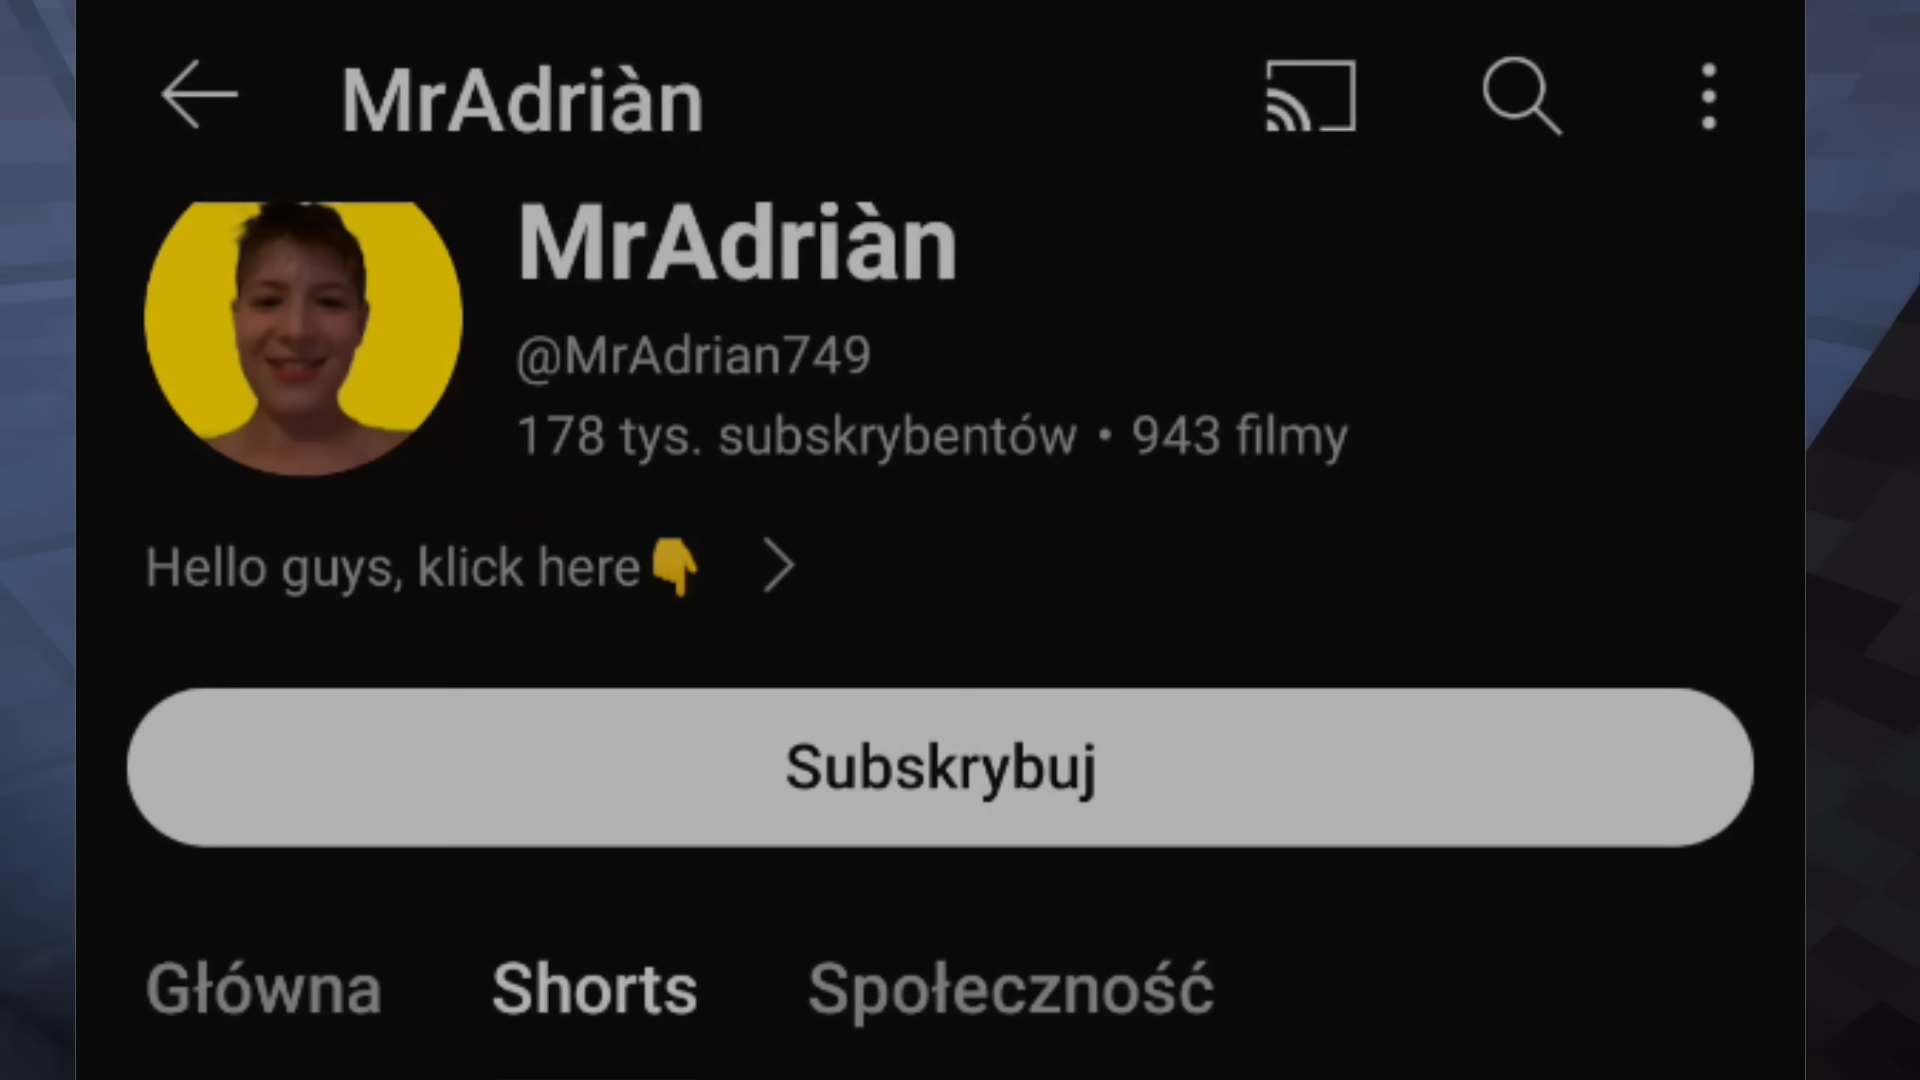 MrAdriàn
MrAdriàn
@MrAdrian749
178 tys. subskrybentów • 943 filmy
Hello guys, klick here👇
Subskrybuj
Główna Shorts Społeczność